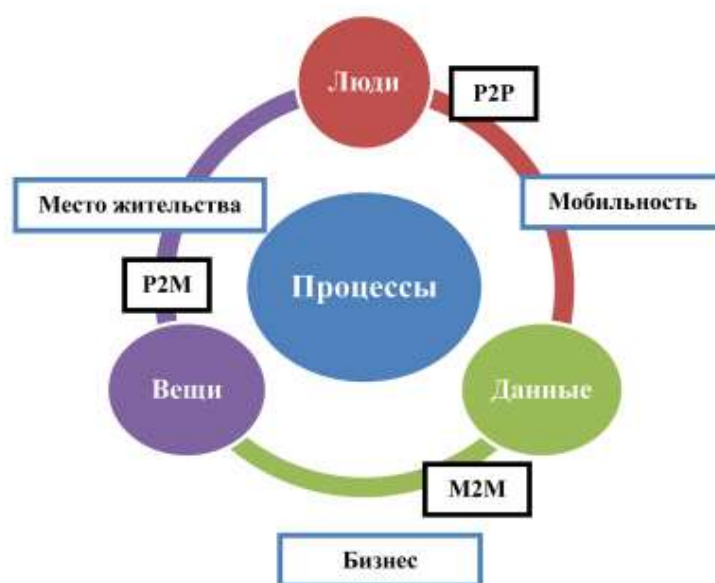 Люди
P2P
Место жительства
Мобильность
P2M
Процессы
Вещи
Данные
M2M
Бизнес